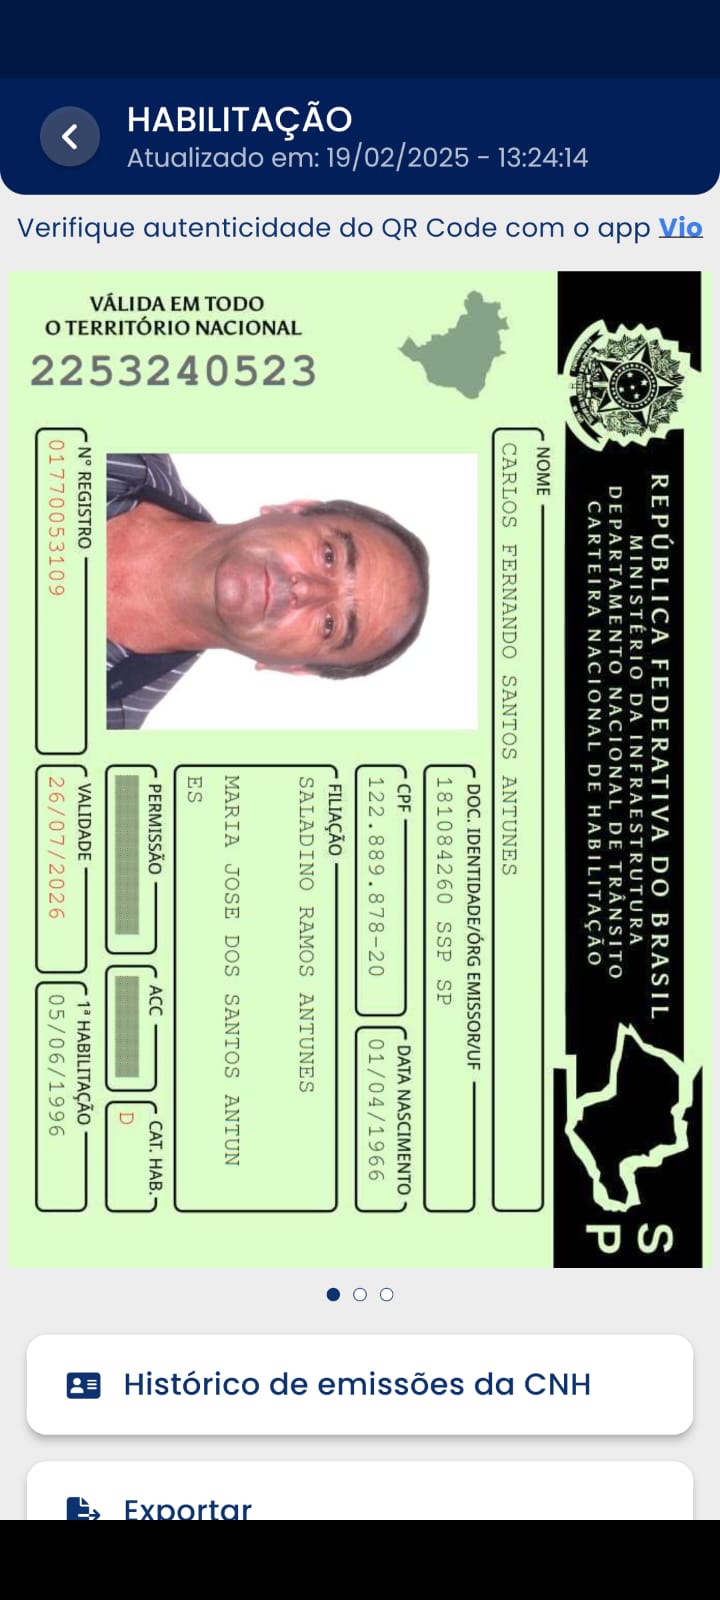 HABILITAÇÃO
Atualizado em: 19/02/2025 - 13:24:14
Verifique autenticidade do QR Code com o app Vio
VÁLIDA EM TODO
O TERRITÓRIO NACIONAL
2253240523
REPÚBLICA FEDERATIVA DO BRASIL
MINISTÉRIO DA INFRAESTRUTURA
DEPARTAMENTO NACIONAL DE TRÂNSITO
CARTEIRA NACIONAL DE HABILITAÇÃO
SP
NOME
CARLOS FERNANDO SANTOS ANTUNES
DOC. IDENTIDADE/ÓRG EMISSOR/UF
181084260 SSP SP
CPF
122.889.878-20
DATA NASCIMENTO
01/04/1966
FILIAÇÃO
SALADINO RAMOS ANTUNES
MARIA JOSE DOS SANTOS ANTUN
ES
PERMISSÃO
ACC
CAT. HAB.
D
Nº REGISTRO
01770053109
VALIDADE
26/07/2026
1ª HABILITAÇÃO
05/06/1996
Histórico de emissões da CNH
Exportar